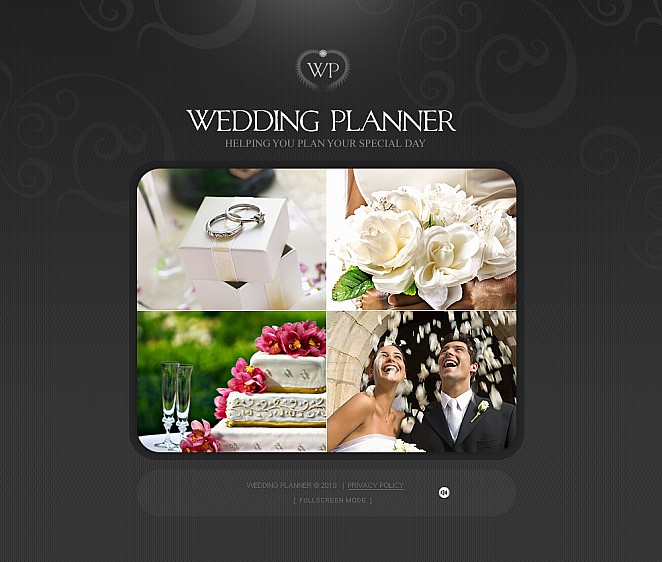 WP
WEDDING PLANNER
HELPING YOU PLAN YOUR SPECIAL DAY
WEDDING PLANNER © 2010 | PRIVACY POLICY
[ FULLSCREEN MODE ]